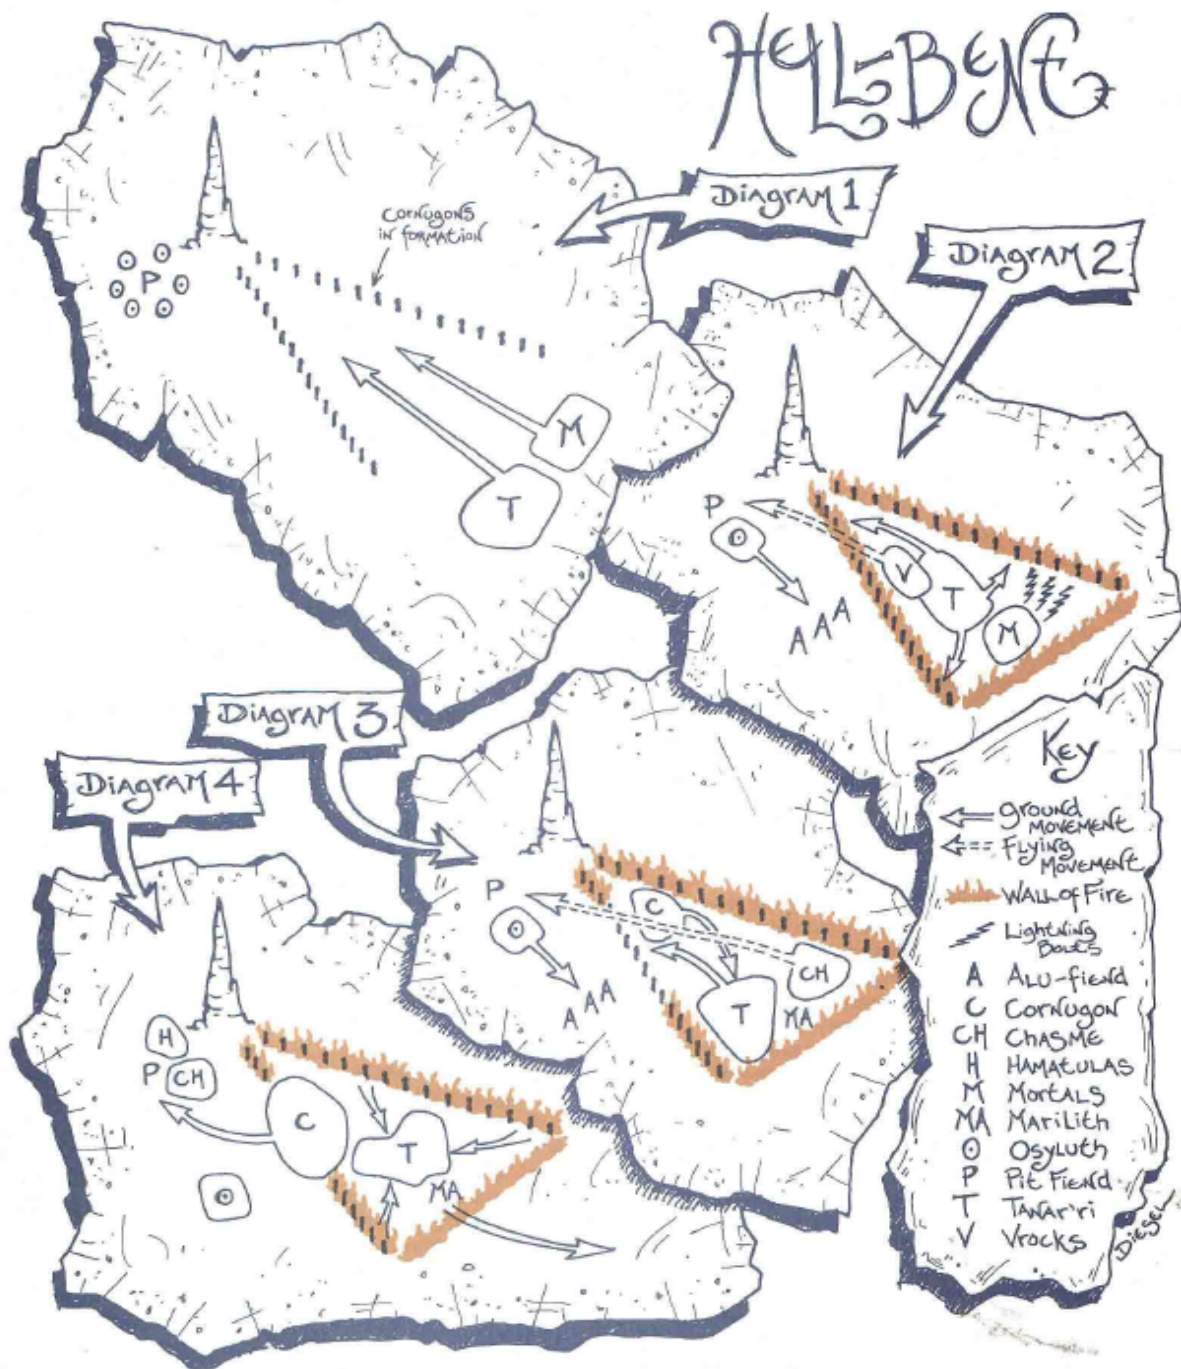 HELL-BENT
Diagram 1
Cornugons
in formation
P
M
T
Diagram 2
P
V
T
M
A A A
Diagram 3
P
C
CH
T
MA
A A A
Diagram 4
H
P
CH
C
T
MA
Key
Ground
Movement
Flying
Movement
Wall of Fire
Lightning
Bolts
A Alu-fiend
C Cornugon
CH Chasme
H Hamatulas
M Mortals
MA Marilith
O Osyluth
P Pit Fiend
T Tanar'ri
V Vrocks
Diesel